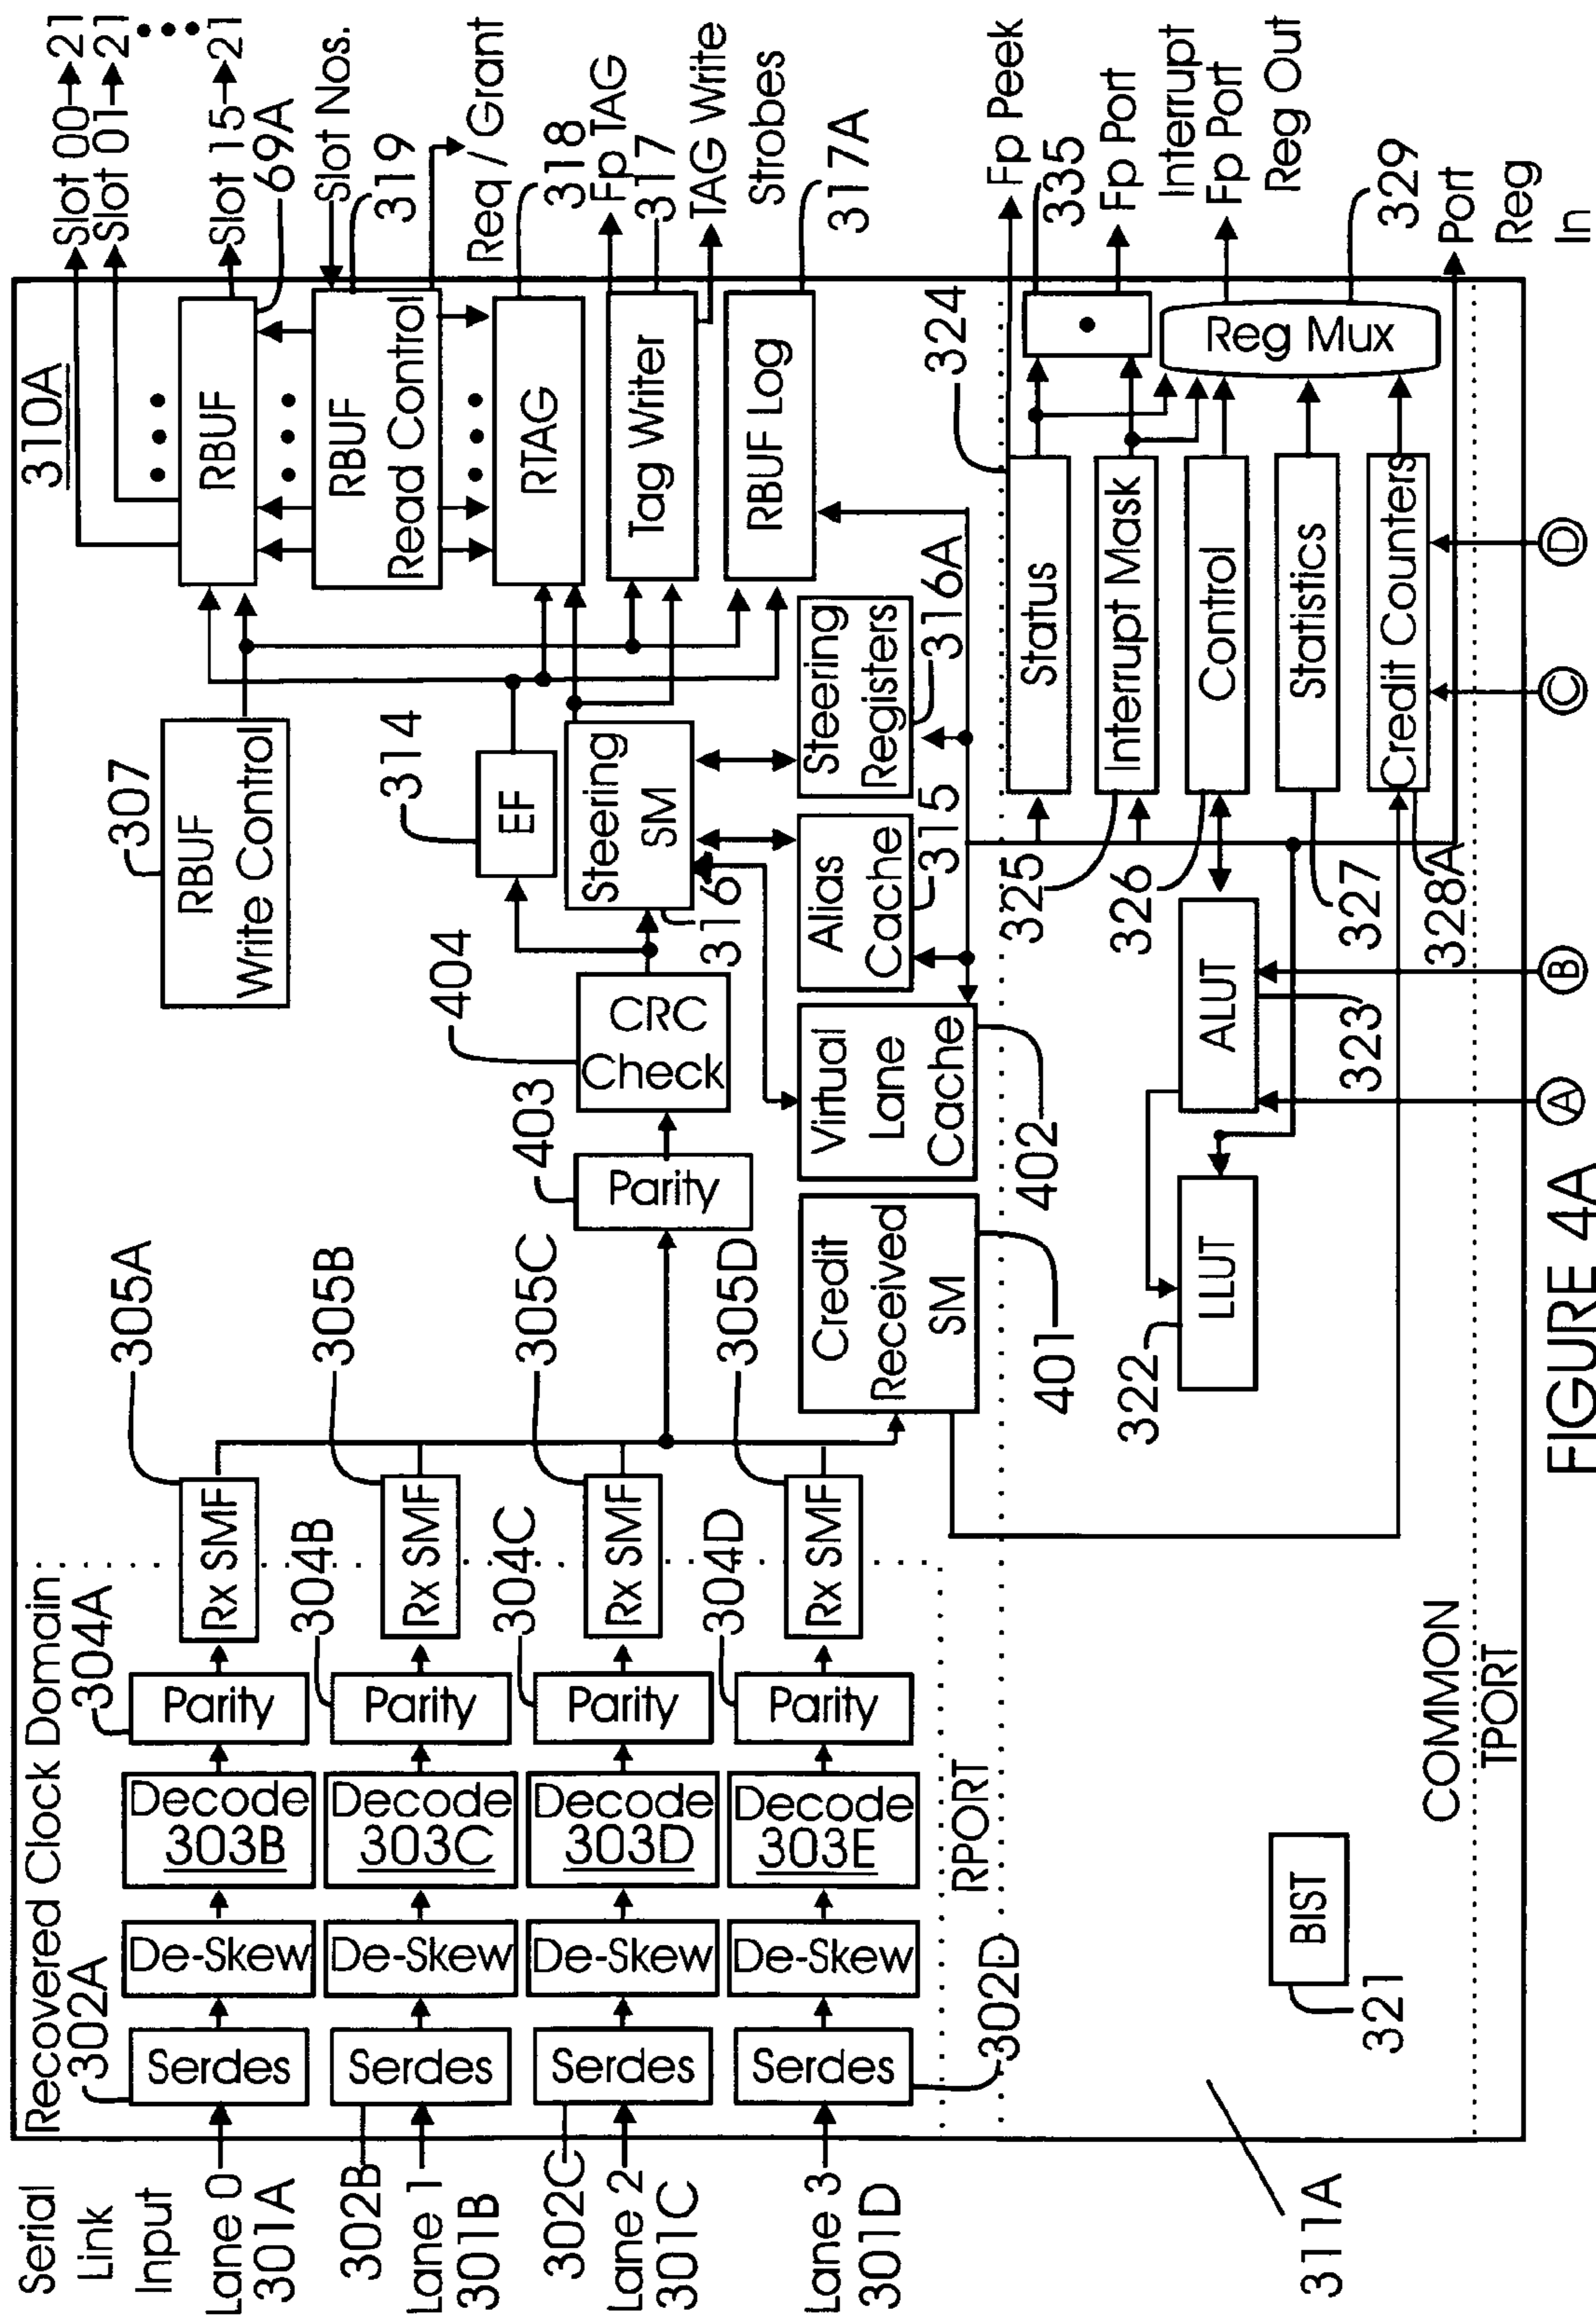 Serial
Link
Input
Lane 0
301A
302B
Lane 1
301B
302C
Lane 2
301C
Lane 3
301D
311A
Recovered Clock Domain
302A
Serdes
De-Skew
Decode
303B
304A
Parity
Rx SMF
305A
Serdes
De-Skew
Decode
303C
304B
Parity
Rx SMF
305B
Serdes
De-Skew
Decode
303D
304C
Parity
Rx SMF
305C
Serdes
302D
De-Skew
Decode
303E
304D
Parity
Rx SMF
305D
RPORT
403
Parity
404
CRC
Check
314
EF
307
RBUF
Write Control
Steering
SM
316
Credit
Received
SM
401
Virtual
Lane
Cache
402
Alias
Cache
315
Steering
Registers
316A
310A
RBUF
RBUF
Read Control
RTAG
Tag Writer
RBUF Log
Slot 00→21
Slot 01→21
Slot 15→21
69A
Slot Nos.
319
Req / Grant
318
Fp TAG
317
TAG Write
Strobes
317A
324
Status
325
Interrupt Mask
326
Control
327
Statistics
328A
Credit Counters
Reg Mux
Fp Peek
335
Fp Port
Interrupt
Fp Port
Reg Out
329
Port
Reg
In
322
LLUT
ALUT
323
BIST
321
COMMON
TPORT
A
B
C
D
FIGURE 4A